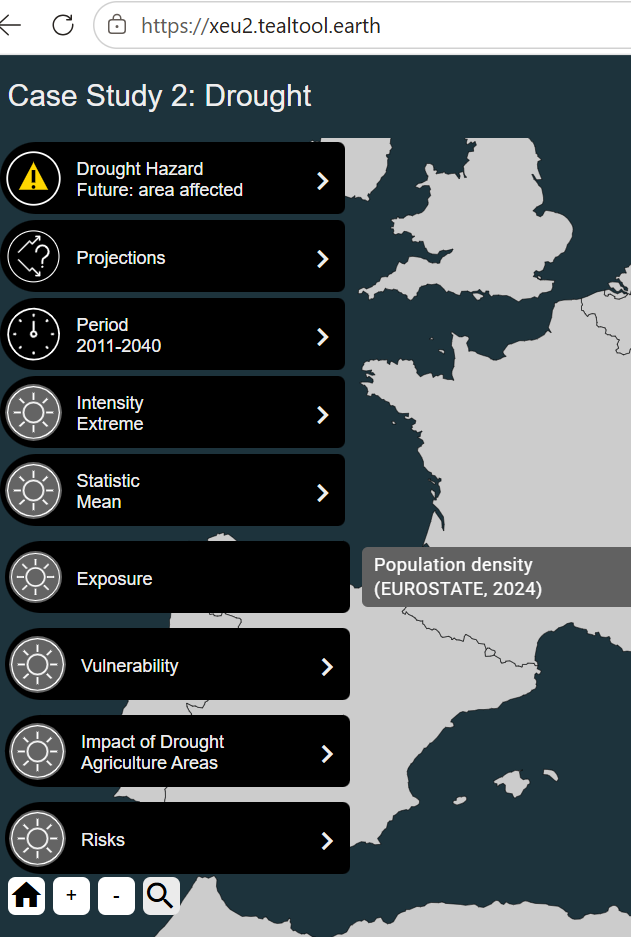 https://xeu2.tealtool.earth
Case Study 2: Drought
Drought Hazard
Future: area affected
Projections
Period
2011-2040
Intensity
Extreme
Statistic
Mean
Exposure
Population density
(EUROSTATE, 2024)
Vulnerability
Impact of Drought
Agriculture Areas
Risks
+
-